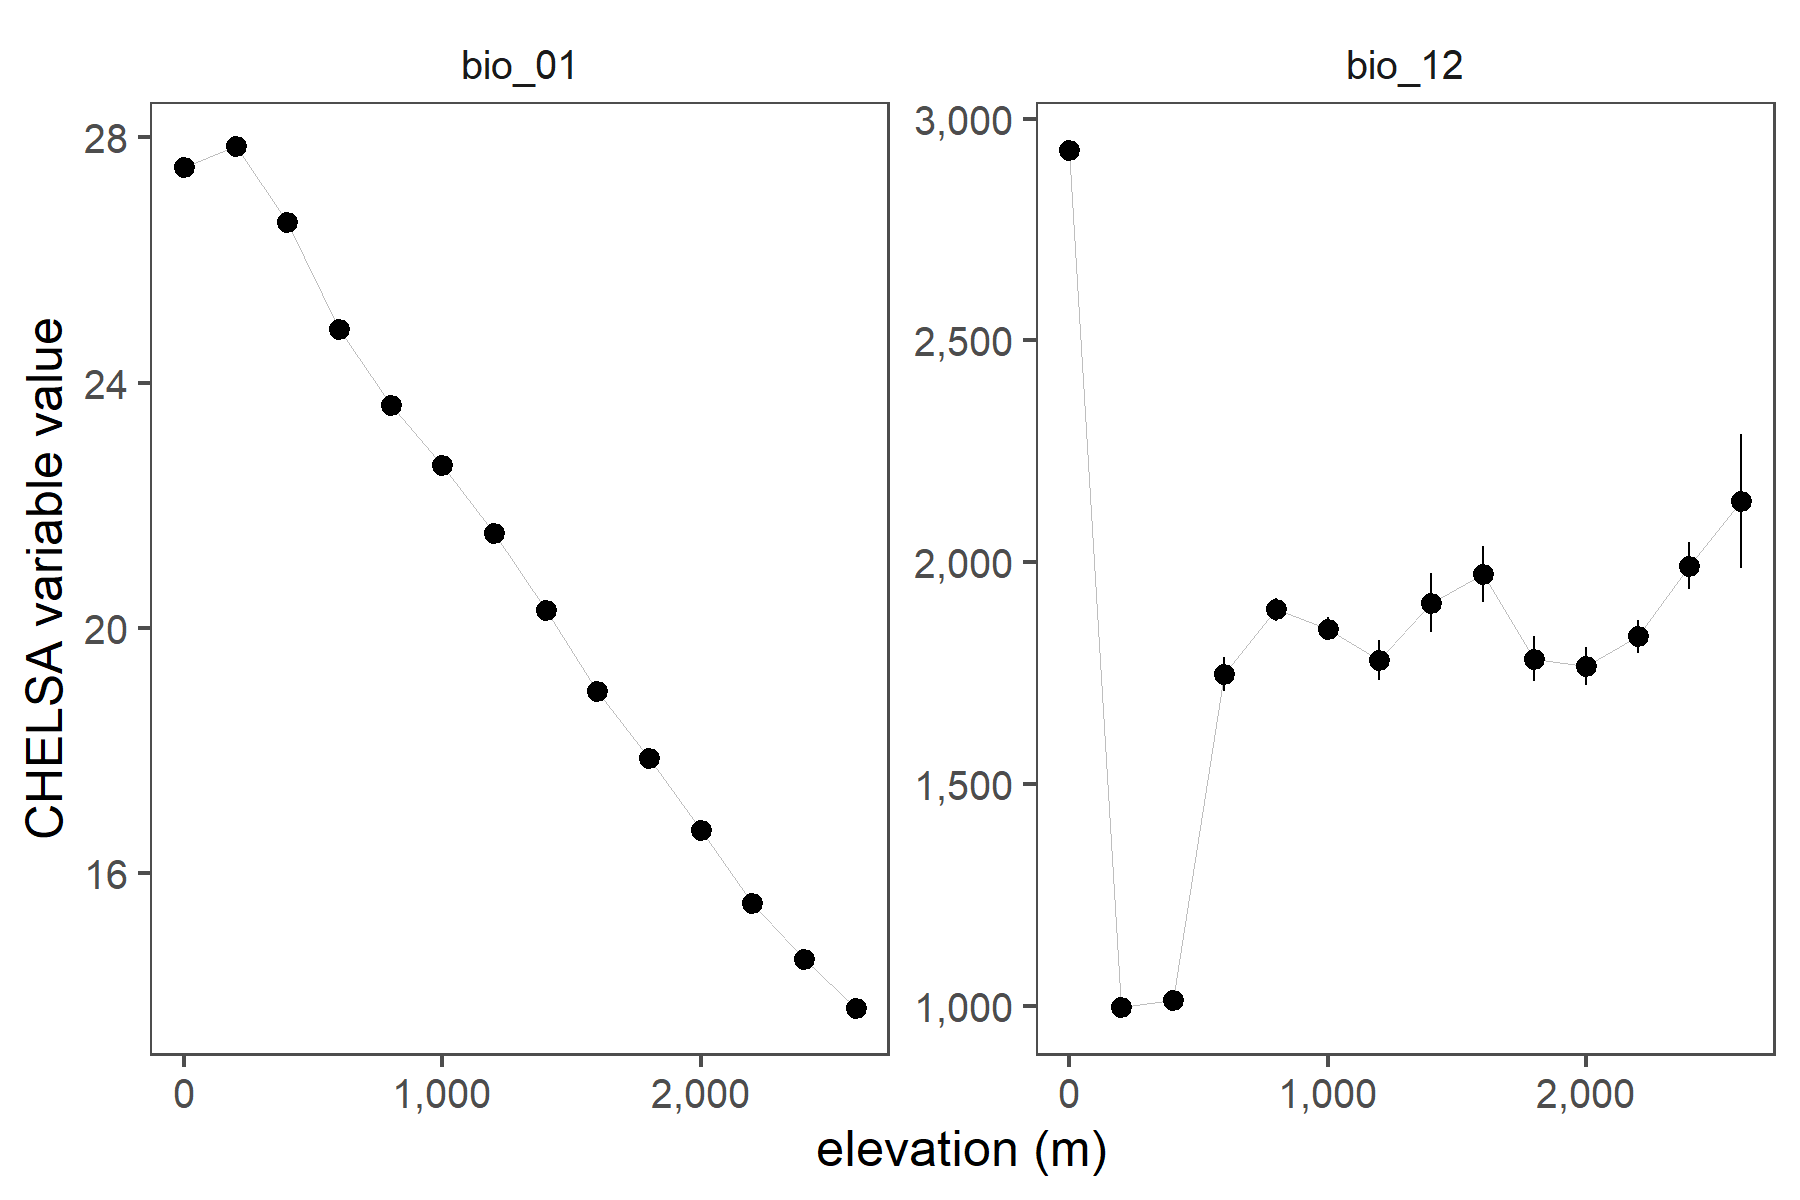 bio_01
bio_12
CHELSA variable value
28
24
20
16
3,000
2,500
2,000
1,500
1,000
0 1,000 2,000
0 1,000 2,000
elevation (m)